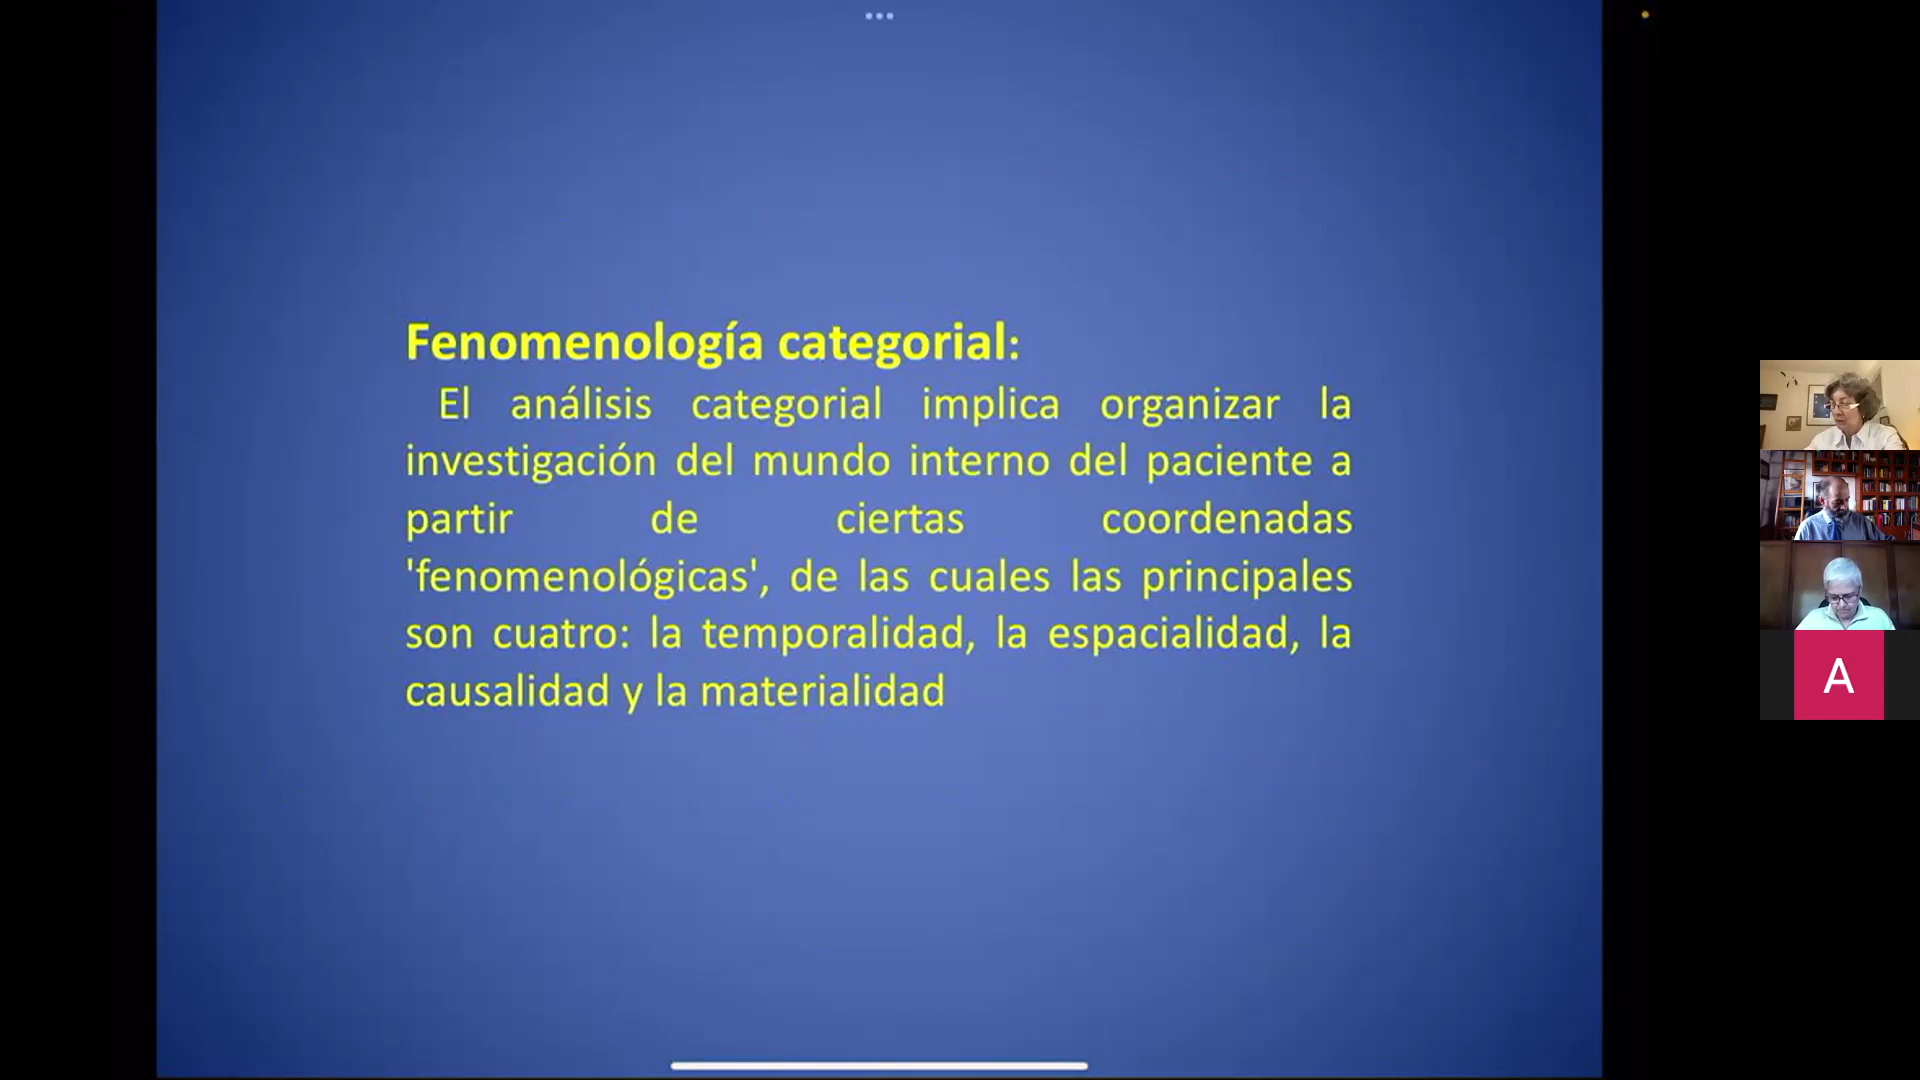 Fenomenología categorial:
El análisis categorial implica organizar la
investigación del mundo interno del paciente a
partir de ciertas coordenadas
'fenomenológicas', de las cuales las principales
son cuatro: la temporalidad, la espacialidad, la
causalidad y la materialidad
A